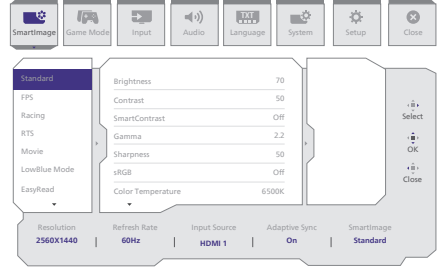 SmartImage
Game Mode
Input
Audio
TXT
Language
System
Setup
Close
Standard
FPS
Racing
RTS
Movie
LowBlue Mode
EasyRead
Brightness 70
Contrast 50
SmartContrast Off
Gamma 2.2
Sharpness 50
sRGB Off
Color Temperature 6500K
Select
OK
Close
Resolution
2560X1440
Refresh Rate
60Hz
Input Source
HDMI 1
Adaptive Sync
On
SmartImage
Standard